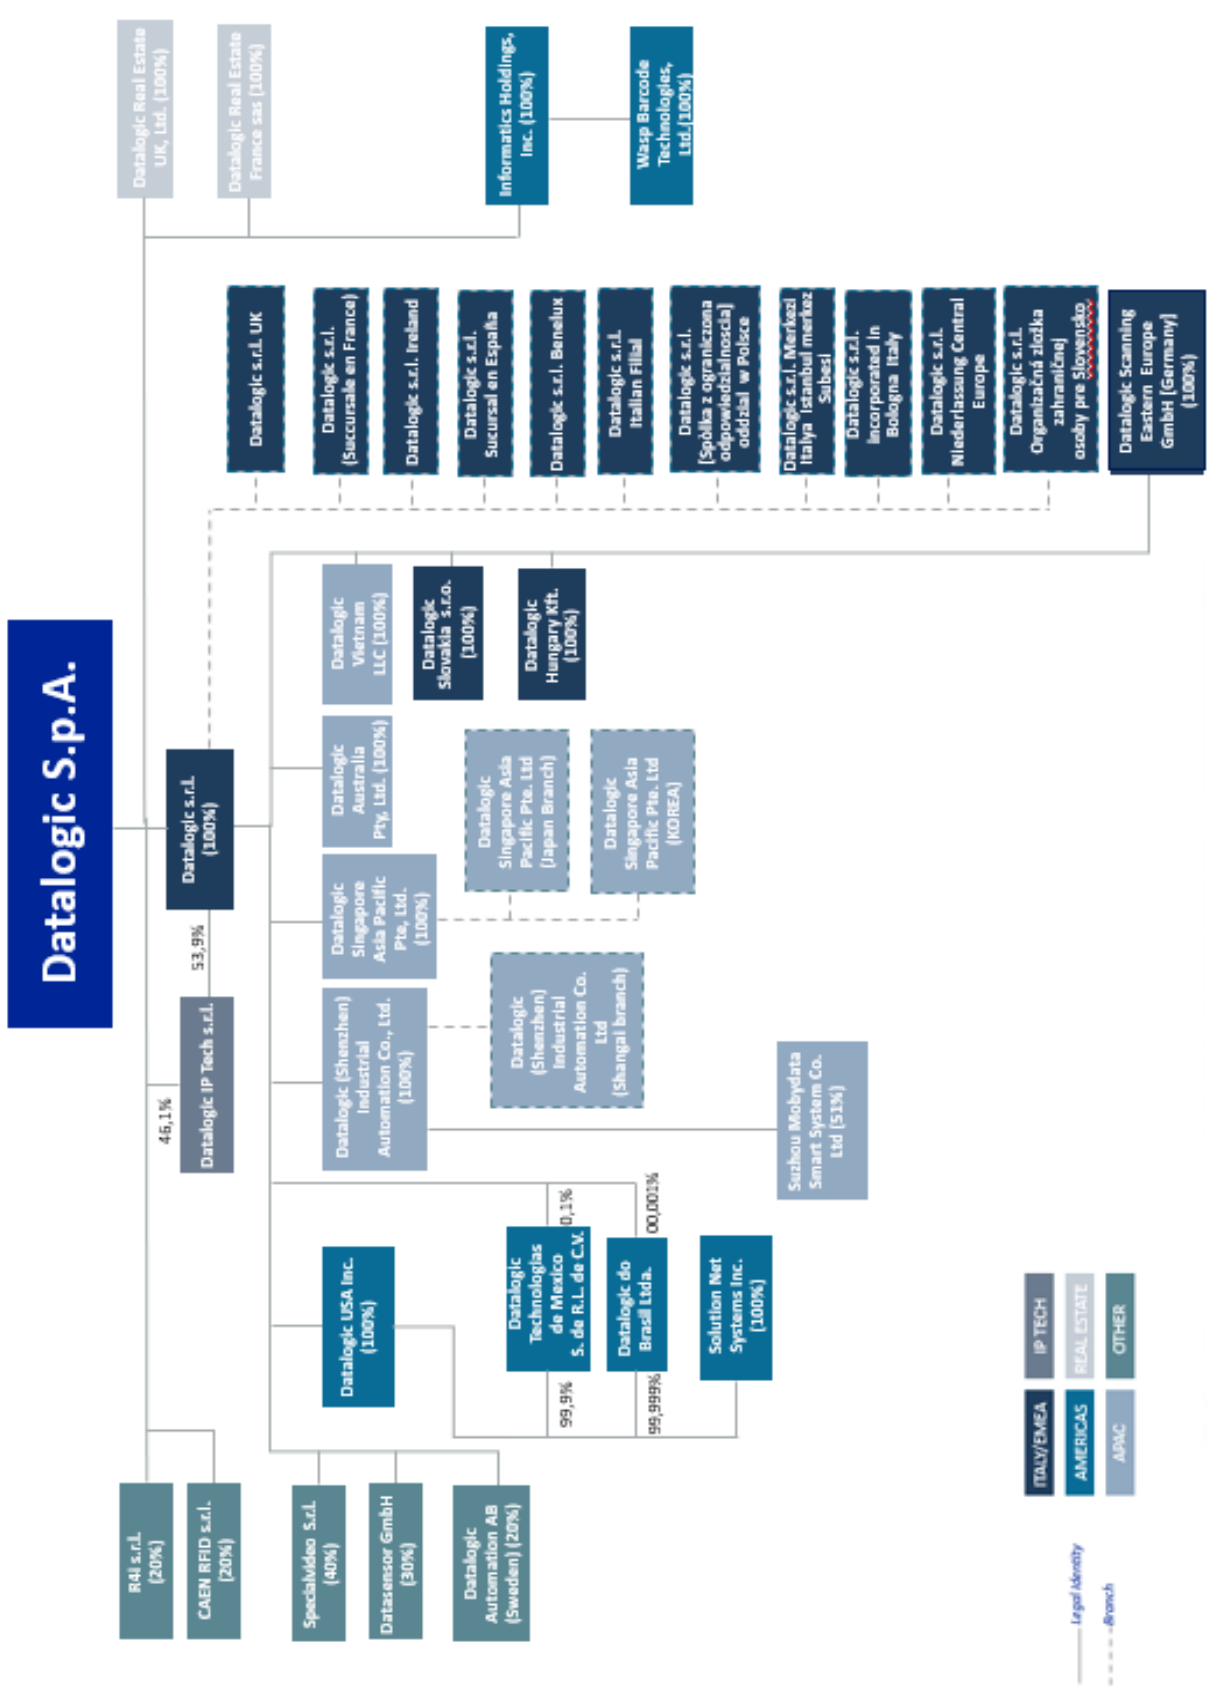 Datalogic S.p.A.
Datalogic Real Estate
UK, Ltd. (100%)
Datalogic Real Estate
France sas (100%)
Informatics Holdings,
Inc. (100%)
Wasp Barcode
Technologies,
Ltd.(100%)
Datalogic s.r.l.
(100%)
53,9%
46,1%
Datalogic IP Tech s.r.l.
R4i s.r.l.
(20%)
CAEN RFID s.r.l.
(20%)
Specialvideo S.r.l.
(40%)
Datasensor GmbH
(30%)
Datalogic
Automation AB
(Sweden) (20%)
Datalogic USA Inc.
(100%)
Datalogic
Technologias
de Mexico
S. de R.L. de C.V.
99,9%
0,1%
Datalogic do
Brasil Ltda.
99,999%
00,001%
Solution Net
Systems Inc.
(100%)
Datalogic (Shenzhen)
Industrial
Automation Co., Ltd.
(100%)
Datalogic
(Shenzhen)
Industrial
Automation Co.
Ltd
(Shangai branch)
Suzhou Mobydata
Smart System Co.
Ltd (51%)
Datalogic
Singapore
Asia Pacific
Pte, Ltd.
(100%)
Datalogic
Singapore Asia
Pacific Pte. Ltd
(Japan Branch)
Datalogic
Singapore Asia
Pacific Pte. Ltd
(KOREA)
Datalogic
Australia
Pty, Ltd. (100%)
Datalogic
Vietnam
LLC (100%)
Datalogic
Slovakia s.r.o.
(100%)
Datalogic
Hungary Kft.
(100%)
Datalogic s.r.l. UK
Datalogic s.r.l.
(Succursale en France)
Datalogic s.r.l. Ireland
Datalogic s.r.l.
Sucursal en España
Datalogic s.r.l. Benelux
Datalogic s.r.l.
Italian Filial
Datalogic s.r.l.
[Spòlka z ograniczona
odpowiedzialnoscia]
oddzial w Polsce
Datalogic s.r.l. Merkezi
Italya Istanbul merkez
Subesi
Datalogic s.r.l.
incorporated in
Bologna Italy
Datalogic s.r.l.
Niederlassung Central
Europe
Datalogic s.r.l.
Organizačná zložka
zahraničnej
osoby pre Slovensko
Datalogic Scanning
Eastern Europe
GmbH [Germany]
(100%)
Legal Identity
Branch
ITALY/EMEA
IP TECH
AMERICAS
REAL ESTATE
APAC
OTHER